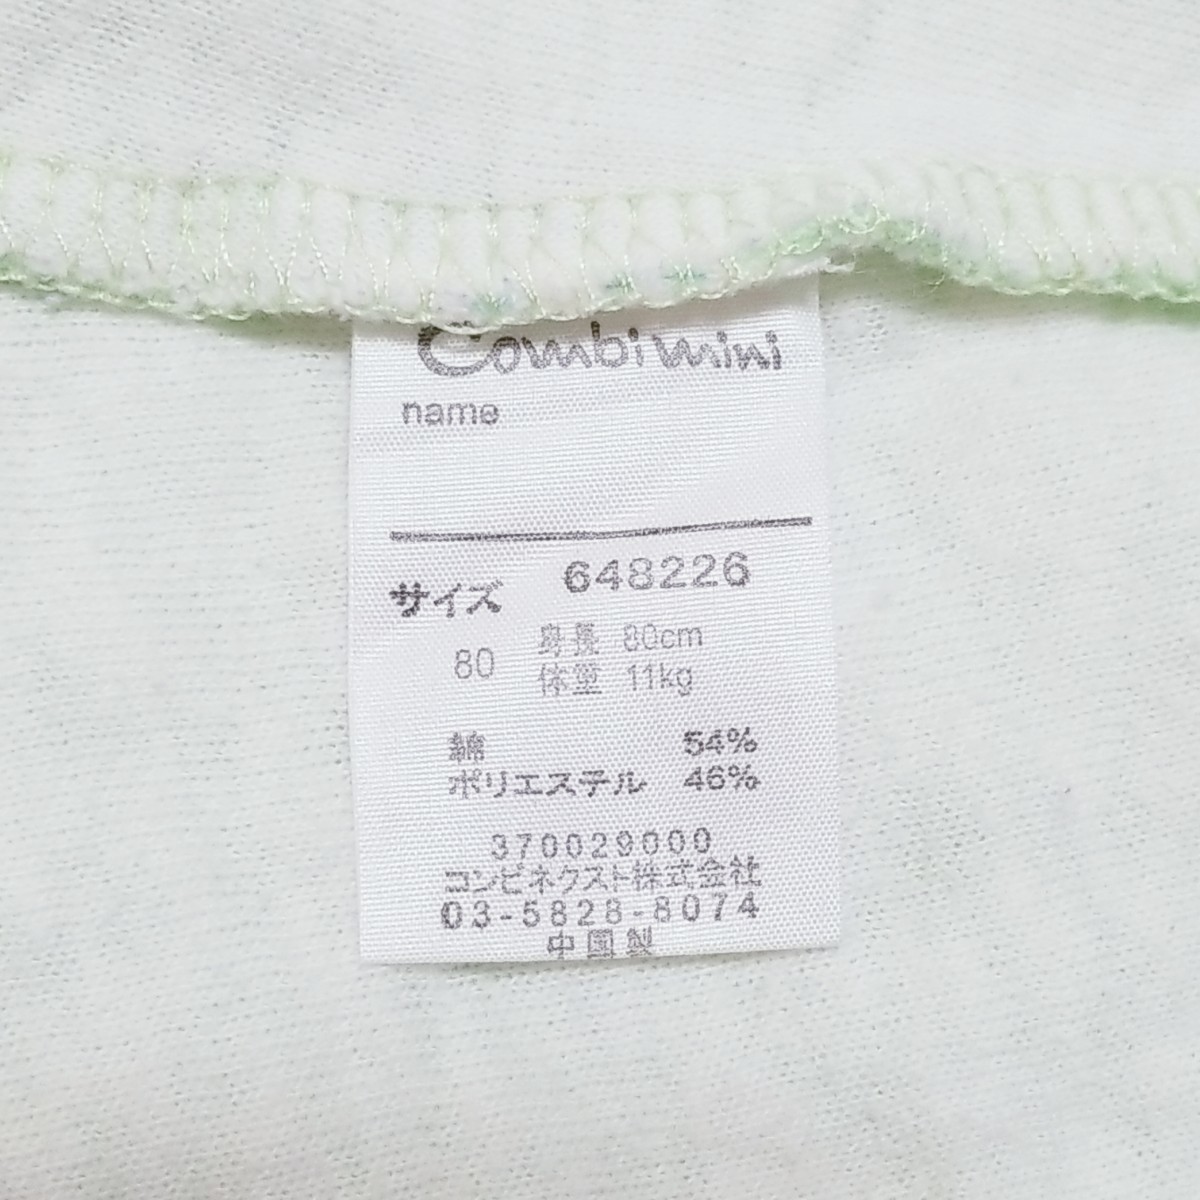 Combimini
name
サイズ 648226
80 身長 80cm
体重 11kg
綿 54%
ポリエステル 46%
370029000
コンビネクスト株式会社
03-5828-8074
中国製